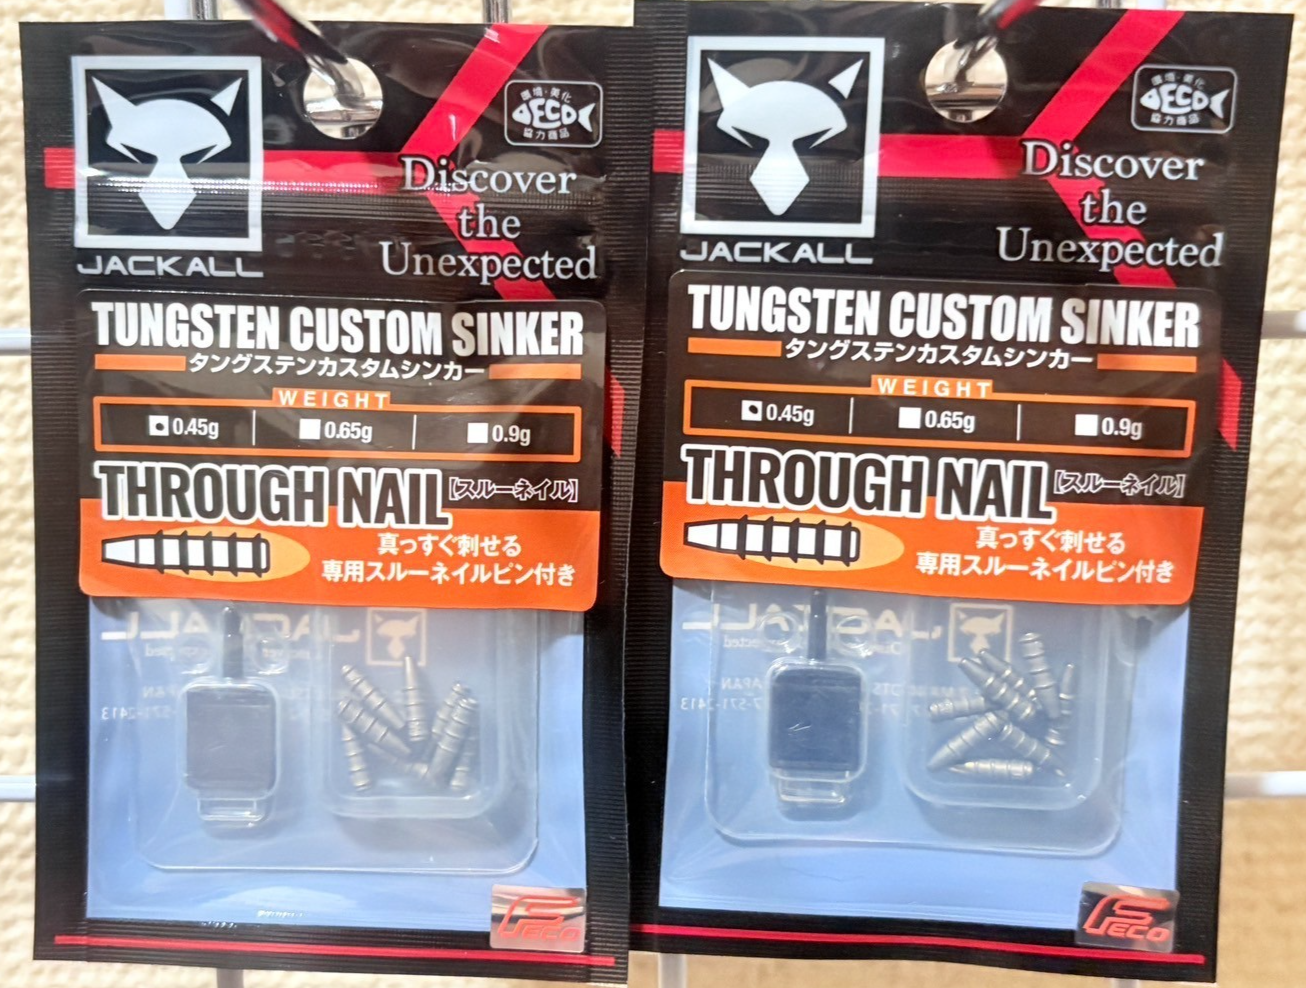 環境・美化
ECO
協力商品
Discover
the
Unexpected
JACKALL
TUNGSTEN CUSTOM SINKER
タングステンカスタムシンカー
WEIGHT
0.45g 0.65g 0.9g
THROUGH NAIL 【スルーネイル】
真っすぐ刺せる
専用スルーネイルピン付き
JACKALL
FECO
環境・美化
ECO
協力商品
Discover
the
Unexpected
JACKALL
TUNGSTEN CUSTOM SINKER
タングステンカスタムシンカー
WEIGHT
0.45g 0.65g 0.9g
THROUGH NAIL 【スルーネイル】
真っすぐ刺せる
専用スルーネイルピン付き
JACKALL
FECO